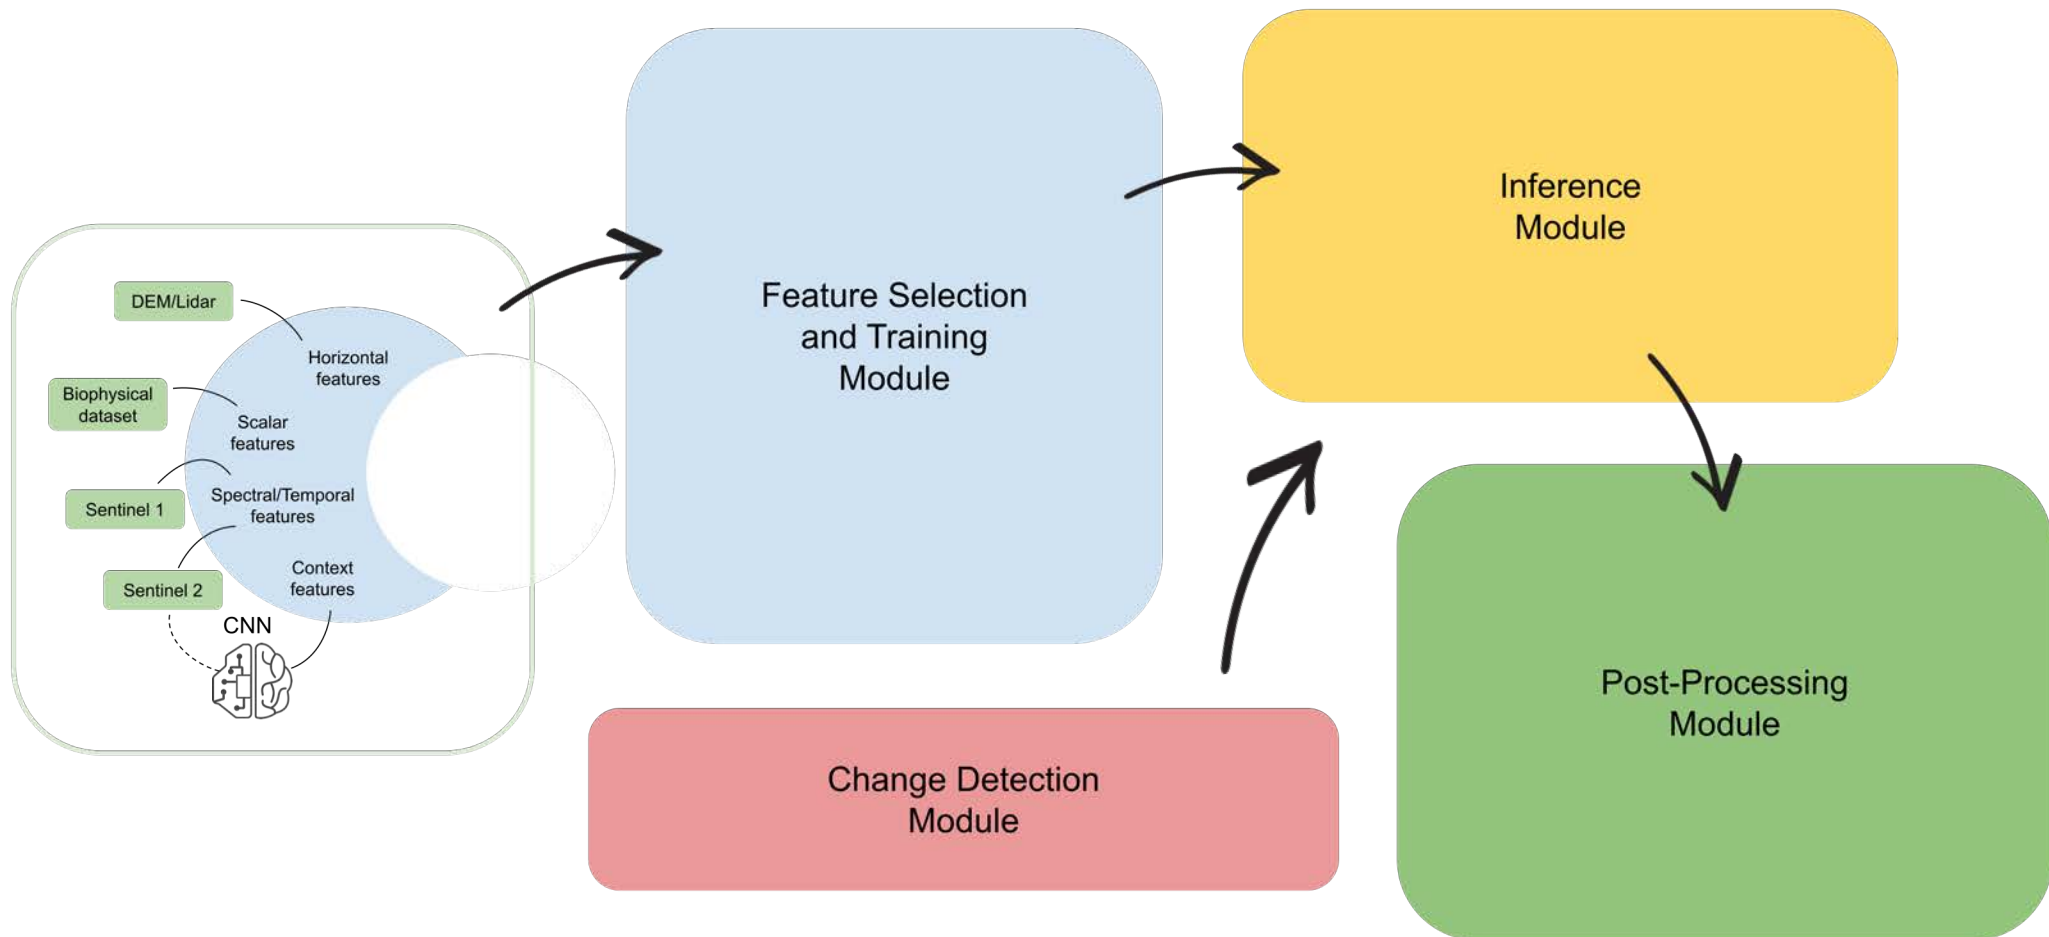 DEM/Lidar
Horizontal
features
Biophysical
dataset
Scalar
features
Sentinel 1
Spectral/Temporal
features
Sentinel 2
Context
features
CNN
Feature Selection
and Training
Module
Inference
Module
Change Detection
Module
Post-Processing
Module